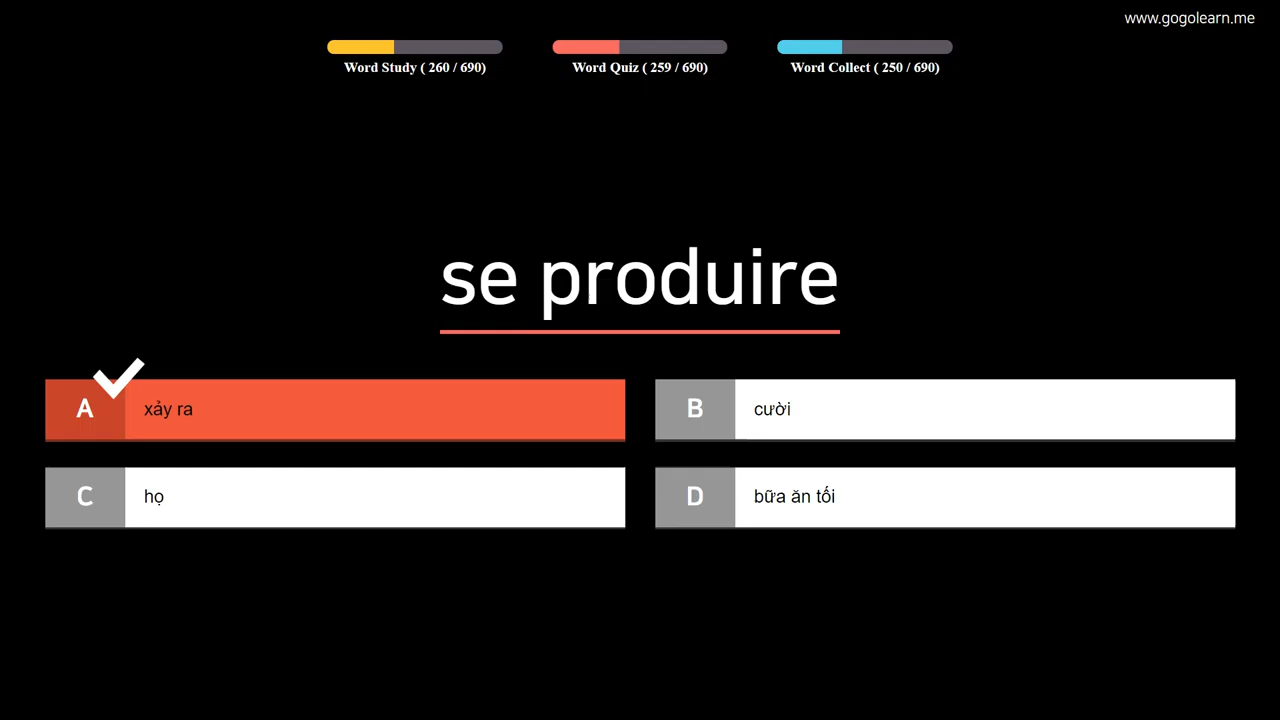 www.gogolearn.me
Word Study ( 260 / 690)
Word Quiz ( 259 / 690)
Word Collect ( 250 / 690)
se produire
A xảy ra
B cười
C họ
D bữa ăn tối